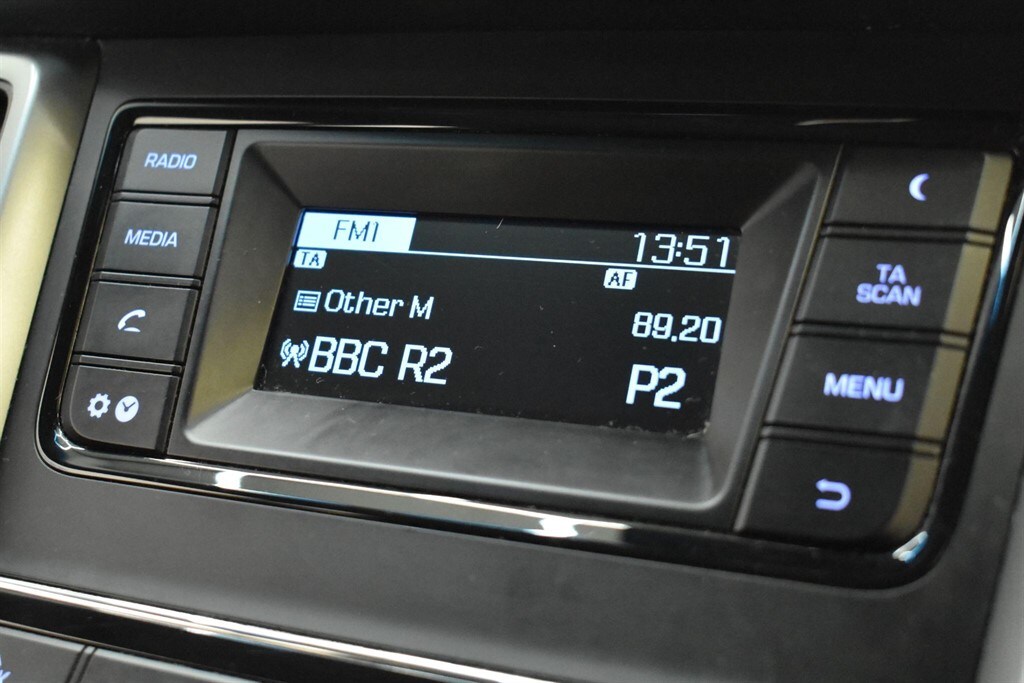 RADIO
MEDIA
FM1
13:51
TA
AF
Other M
89.20
BBC R2
P2
TA
SCAN
MENU